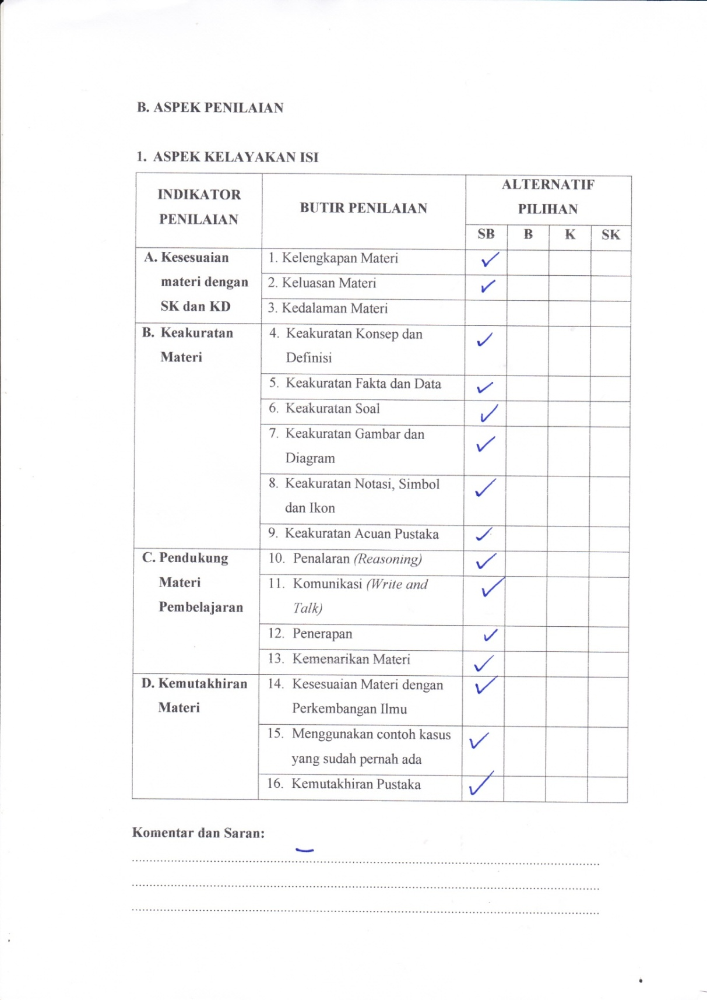 B. ASPEK PENILAIAN
1. ASPEK KELAYAKAN ISI
INDIKATOR
PENILAIAN
BUTIR PENILAIAN
ALTERNATIF
PILIHAN
SB B K SK
A. Kesesuaian
materi dengan
SK dan KD
1. Kelengkapan Materi ✓
2. Keluasan Materi ✓
3. Kedalaman Materi
B. Keakuratan
Materi
4. Keakuratan Konsep dan ✓
Definisi
5. Keakuratan Fakta dan Data ✓
6. Keakuratan Soal ✓
7. Keakuratan Gambar dan ✓
Diagram
8. Keakuratan Notasi, Simbol ✓
dan Ikon
9. Keakuratan Acuan Pustaka ✓
C. Pendukung
Materi
Pembelajaran
10. Penalaran (Reasoning) ✓
11. Komunikasi (Write and ✓
Talk)
12. Penerapan ✓
13. Kemenarikan Materi ✓
D. Kemutakhiran
Materi
14. Kesesuaian Materi dengan ✓
Perkembangan Ilmu
15. Menggunakan contoh kasus ✓
yang sudah pernah ada
16. Kemutakhiran Pustaka ✓
Komentar dan Saran:
-